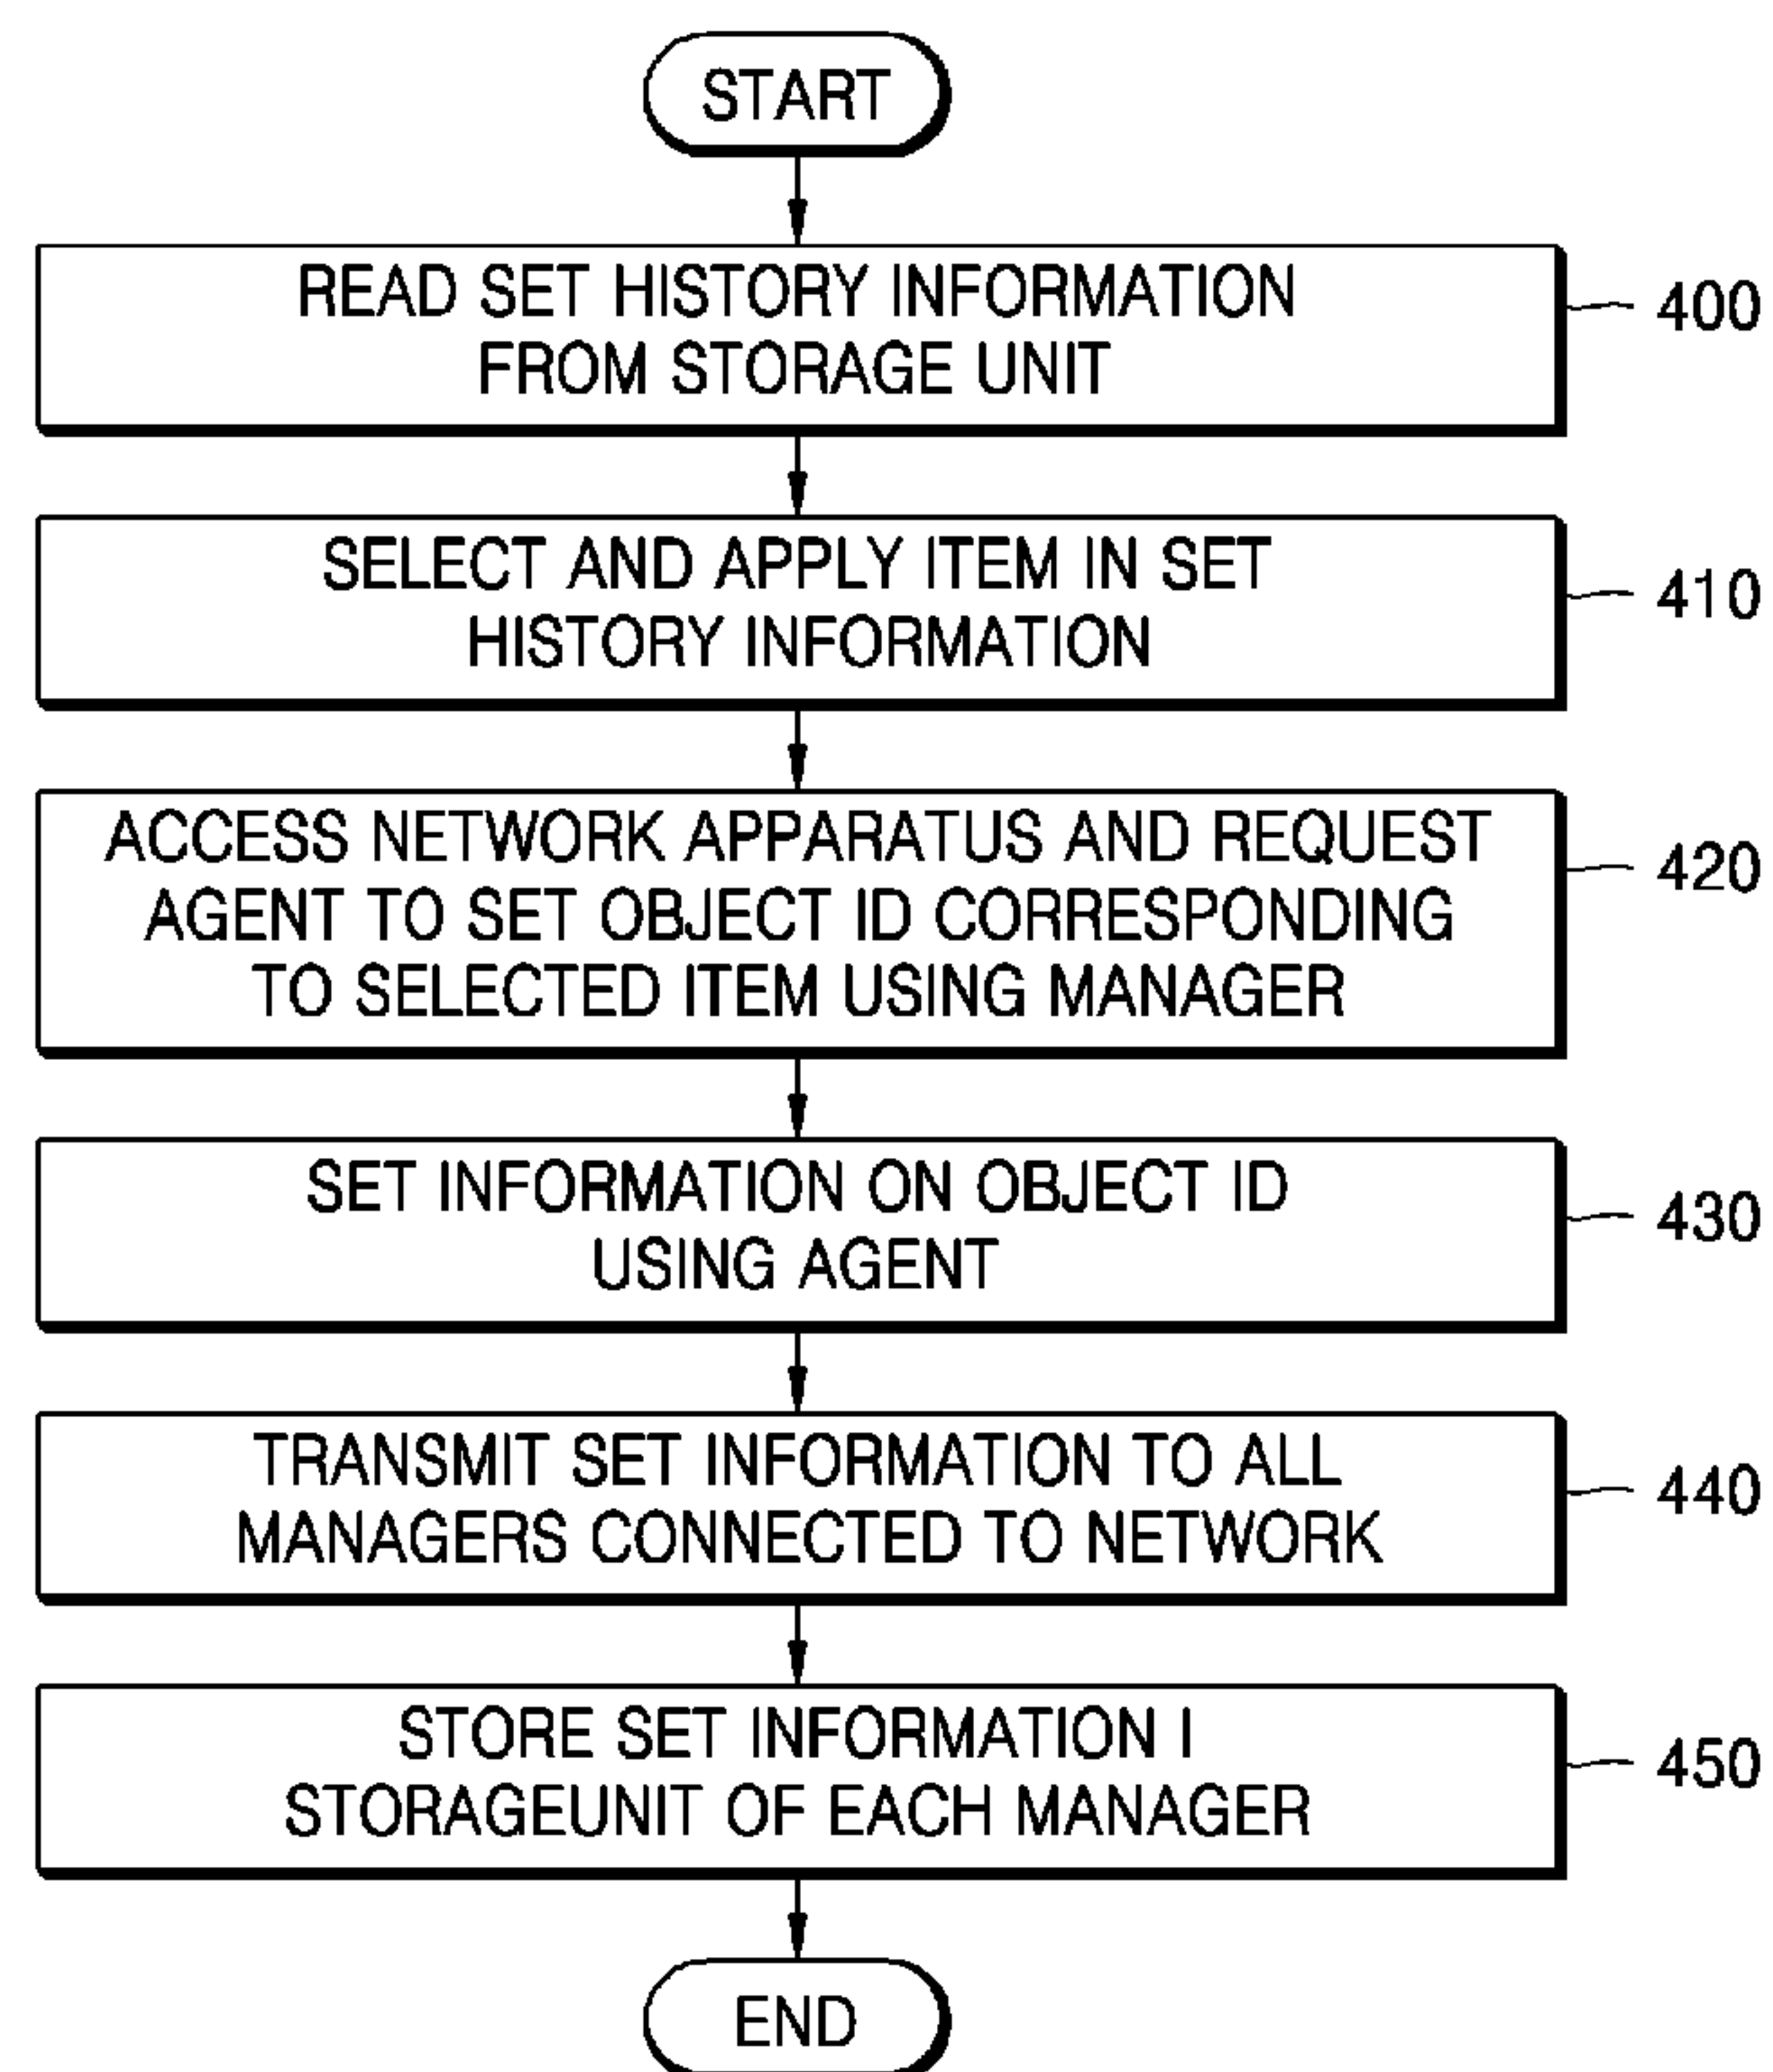 START
READ SET HISTORY INFORMATION
FROM STORAGE UNIT
400
SELECT AND APPLY ITEM IN SET
HISTORY INFORMATION
410
ACCESS NETWORK APPARATUS AND REQUEST
AGENT TO SET OBJECT ID CORRESPONDING
TO SELECTED ITEM USING MANAGER
420
SET INFORMATION ON OBJECT ID
USING AGENT
430
TRANSMIT SET INFORMATION TO ALL
MANAGERS CONNECTED TO NETWORK
440
STORE SET INFORMATION I
STORAGEUNIT OF EACH MANAGER
450
END